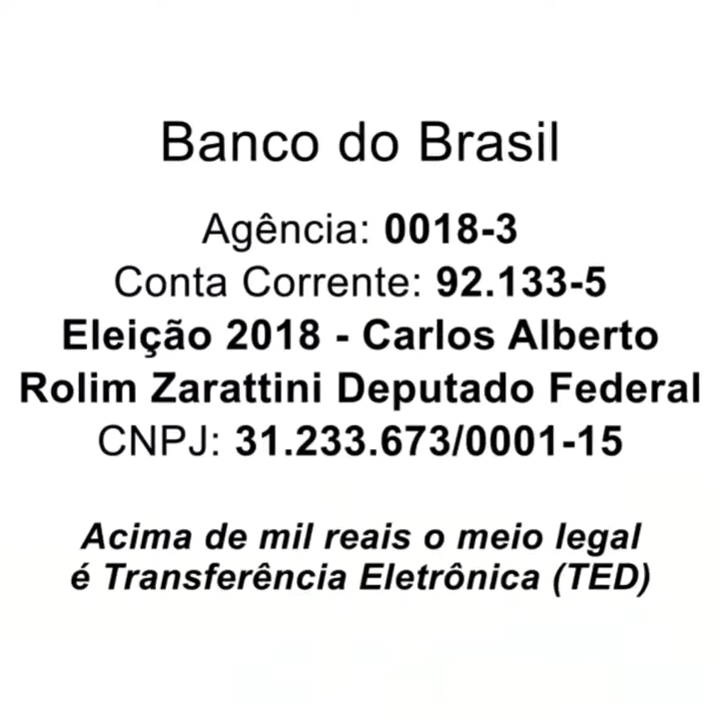 Banco do Brasil
Agência: 0018-3
Conta Corrente: 92.133-5
Eleição 2018 - Carlos Alberto
Rolim Zarattini Deputado Federal
CNPJ: 31.233.673/0001-15
Acima de mil reais o meio legal
é Transferência Eletrônica (TED)